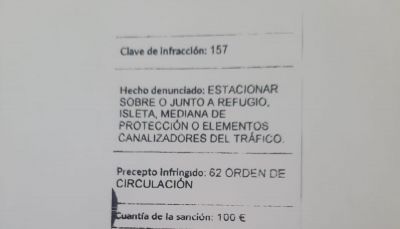 Clave de infracción: 157
Hecho denunciado: ESTACIONAR
SOBRE O JUNTO A REFUGIO,
ISLETA, MEDIANA DE
PROTECCIÓN O ELEMENTOS
CANALIZADORES DEL TRÁFICO.
Precepto Infringido: 62 ORDEN DE
CIRCULACIÓN
Cuantía de la sanción: 100 €